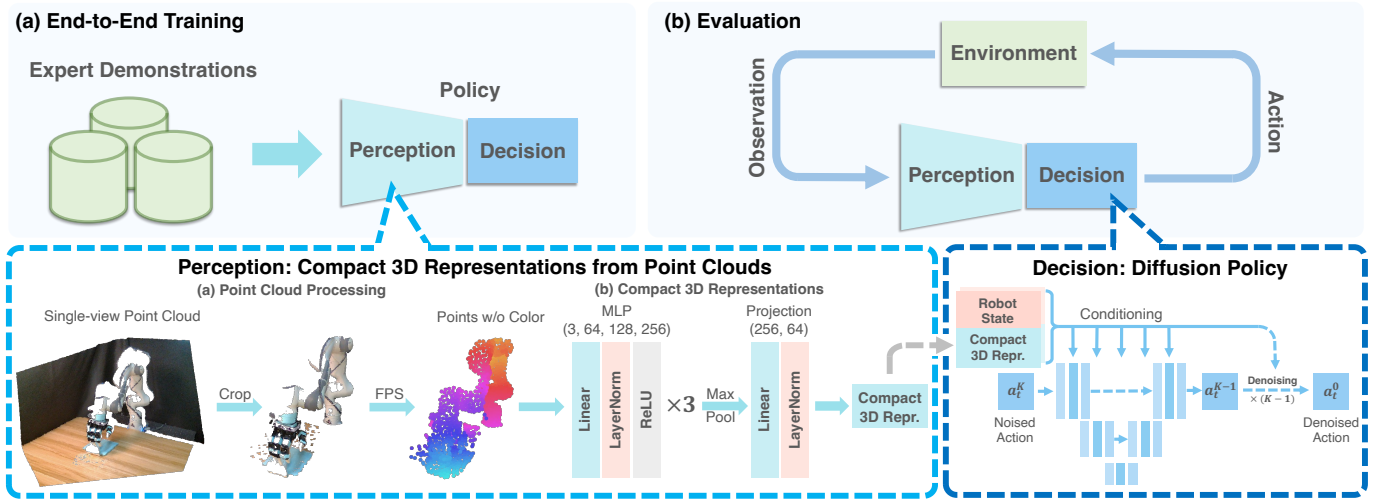 (a) End-to-End Training
Expert Demonstrations
Policy
Perception
Decision
(b) Evaluation
Environment
Observation
Action
Perception
Decision
Perception: Compact 3D Representations from Point Clouds
(a) Point Cloud Processing
Single-view Point Cloud
Crop
FPS
Points w/o Color
(b) Compact 3D Representations
MLP
(3, 64, 128, 256)
Linear
LayerNorm
ReLU
×3
Max
Pool
Projection
(256, 64)
Linear
LayerNorm
Compact
3D Repr.
Decision: Diffusion Policy
Robot
State
Compact
3D Repr.
Conditioning
a_t^K
Noised
Action
a_t^{K-1}
Denoising
× (K − 1)
a_t^0
Denoised
Action